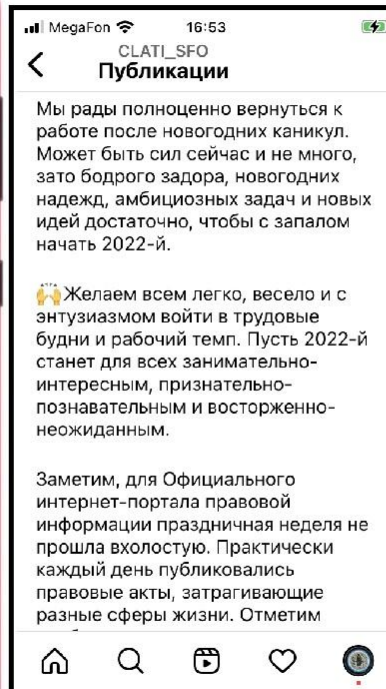 MegaFon 16:53
CLATI_SFO
Публикации
Мы рады полноценно вернуться к
работе после новогодних каникул.
Может быть сил сейчас и не много,
зато бодрого задора, новогодних
надежд, амбициозных задач и новых
идей достаточно, чтобы с запалом
начать 2022-й.
🙌Желаем всем легко, весело и с
энтузиазмом войти в трудовые
будни и рабочий темп. Пусть 2022-й
станет для всех занимательно-
интересным, признательно-
познавательным и восторженно-
неожиданным.
Заметим, для Официального
интернет-портала правовой
информации праздничная неделя не
прошла вхолостую. Практически
каждый день публиковались
правовые акты, затрагивающие
разные сферы жизни. Отметим